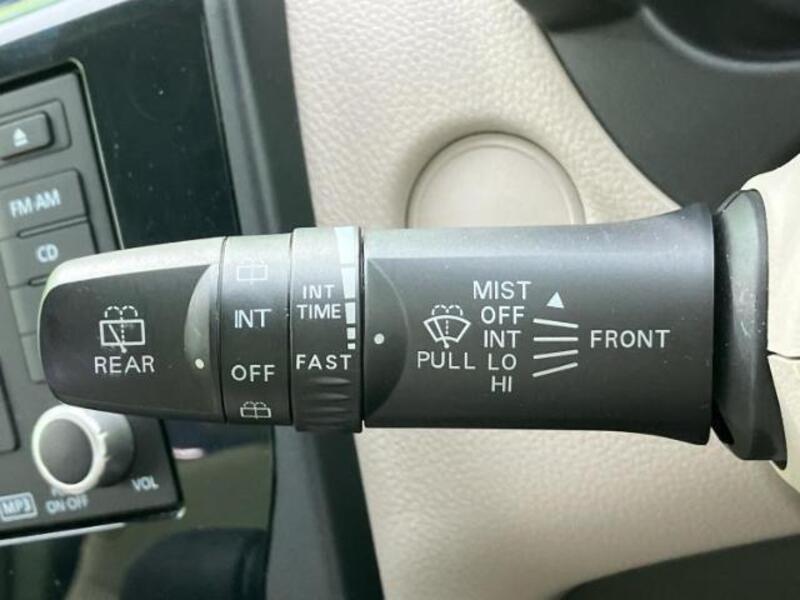 FM·AM
CD
MP3
ON·OFF
VOL
REAR
INT
OFF
INT
TIME
FAST
PULL
MIST
OFF
INT
LO
HI
FRONT